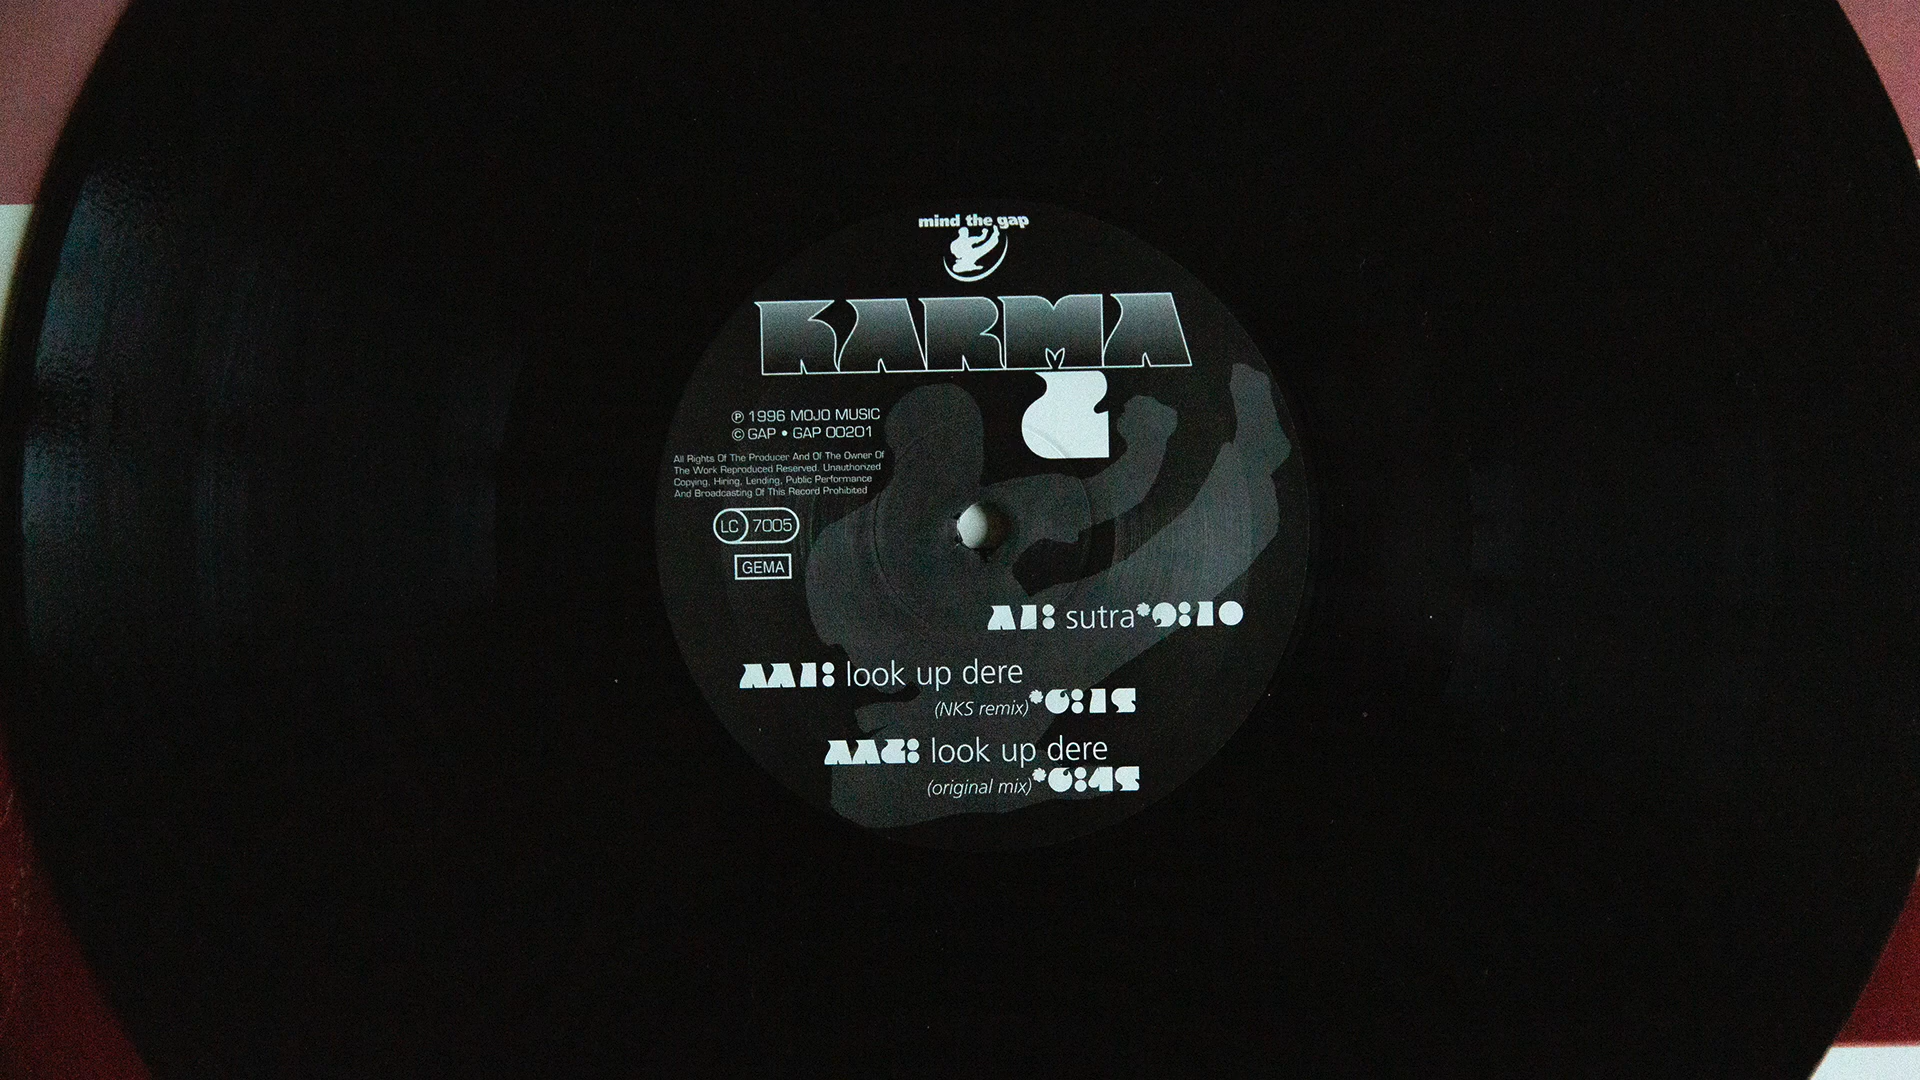 mind the gap
KARMA
2
℗ 1996 MOJO MUSIC
© GAP • GAP 00201
All Rights Of The Producer And Of The Owner Of
The Work Reproduced Reserved. Unauthorized
Copying, Hiring, Lending, Public Performance
And Broadcasting Of This Record Prohibited
LC 7005
GEMA
A1: sutra*9:10
AA1: look up dere
(NKS remix)*6:15
AA2: look up dere
(original mix)*6:45